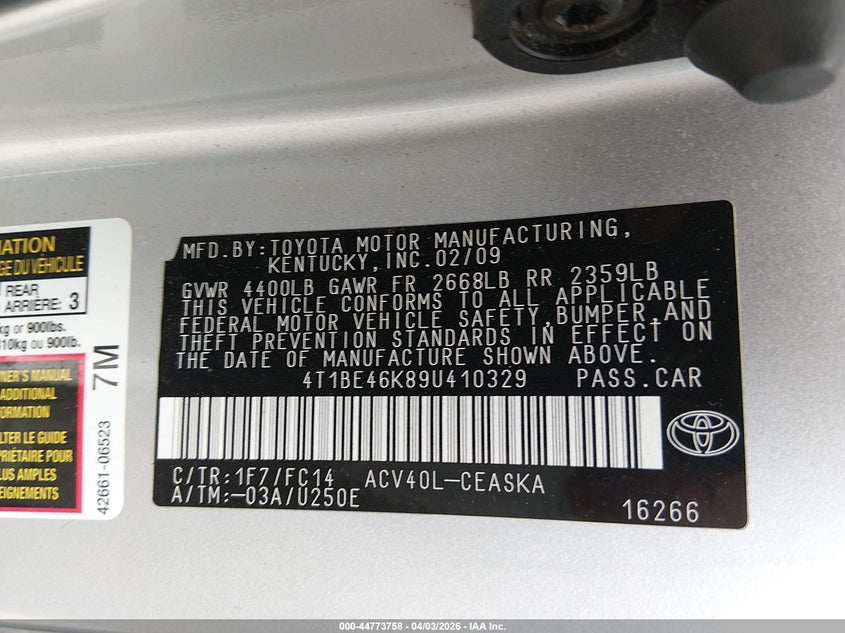 MATION
GE DU VÉHICULE
REAR
ARRIÈRE: 3
kg or 900lbs.
10kg ou 900lb.
NER'S MANUAL
ADDITIONAL
FORMATION
LTER LE GUIDE
PRIÉTAIRE POUR
PLUS AMPLES
EIGNEMENTS
7M
42661-06523
MFD.BY:TOYOTA MOTOR MANUFACTURING,
KENTUCKY,INC.02/09
GVWR 4400LB GAWR FR 2668LB RR 2359LB
THIS VEHICLE CONFORMS TO ALL APPLICABLE
FEDERAL MOTOR VEHICLE SAFETY,BUMPER,AND
THEFT PREVENTION STANDARDS IN EFFECT ON
THE DATE OF MANUFACTURE SHOWN ABOVE.
4T1BE46K89U410329 PASS.CAR
C/TR:1F7/FC14 ACV40L-CEASKA
A/TM:-03A/U250E
16266
000-44773758 | 04/03/2026 | IAA Inc.